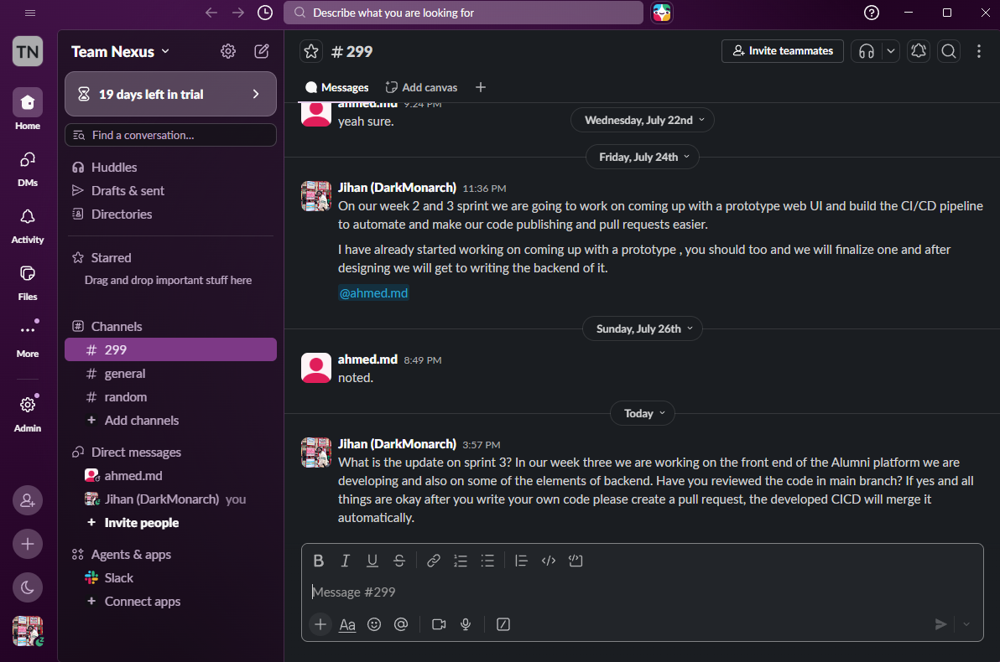 Describe what you are looking for
TN
Home
DMs
Activity
Files
More
Admin
Team Nexus
19 days left in trial
Find a conversation...
Huddles
Drafts & sent
Directories
Starred
Drag and drop important stuff here
Channels
# 299
# general
# random
+ Add channels
Direct messages
ahmed.md
Jihan (DarkMonarch) you
+ Invite people
Agents & apps
Slack
+ Connect apps
# 299
Invite teammates
Messages
Add canvas
+
ahmed.md 9:24 PM
yeah sure.
Wednesday, July 22nd
Friday, July 24th
Jihan (DarkMonarch) 11:36 PM
On our week 2 and 3 sprint we are going to work on coming up with a prototype web UI and build the CI/CD pipeline
to automate and make our code publishing and pull requests easier.
I have already started working on coming up with a prototype , you should too and we will finalize one and after
designing we will get to writing the backend of it.
@ahmed.md
Sunday, July 26th
ahmed.md 8:49 PM
noted.
Today
Jihan (DarkMonarch) 3:57 PM
What is the update on sprint 3? In our week three we are working on the front end of the Alumni platform we are
developing and also on some of the elements of backend. Have you reviewed the code in main branch? If yes and all
things are okay after you write your own code please create a pull request, the developed CICD will merge it
automatically.
B I U S
Message #299
Aa